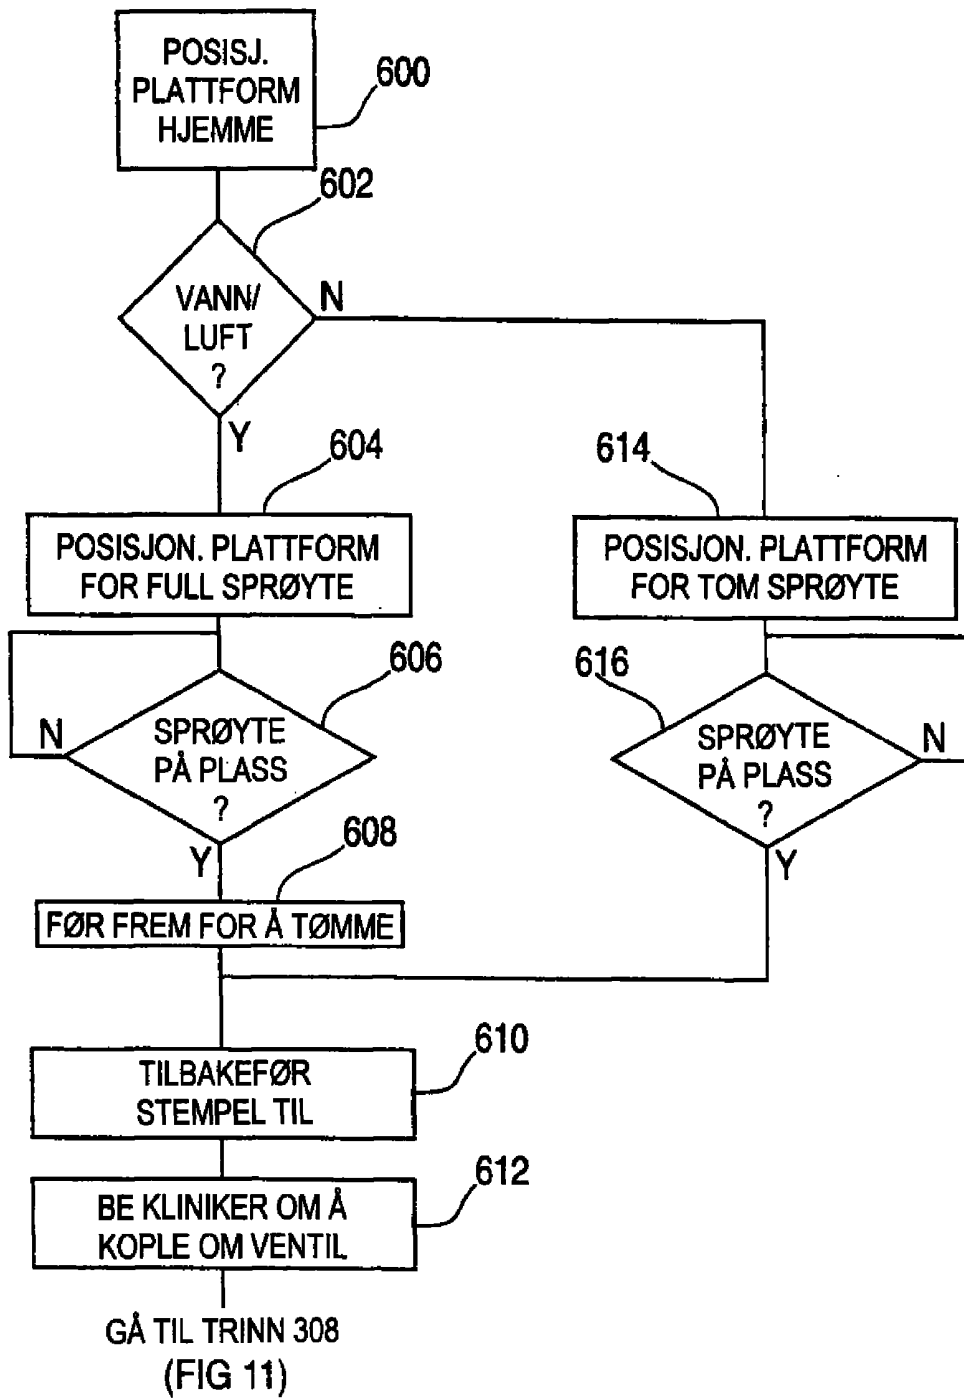 POSISJ.
PLATTFORM
HJEMME
600
602
VANN/
LUFT
?
N
Y
604
614
POSISJON. PLATTFORM
FOR FULL SPRØYTE
POSISJON. PLATTFORM
FOR TOM SPRØYTE
606
616
SPRØYTE
PÅ PLASS
?
N
Y
SPRØYTE
PÅ PLASS
?
N
Y
608
FØR FREM FOR Å TØMME
610
TILBAKEFØR
STEMPEL TIL
612
BE KLINIKER OM Å
KOPLE OM VENTIL
GÅ TIL TRINN 308
(FIG 11)